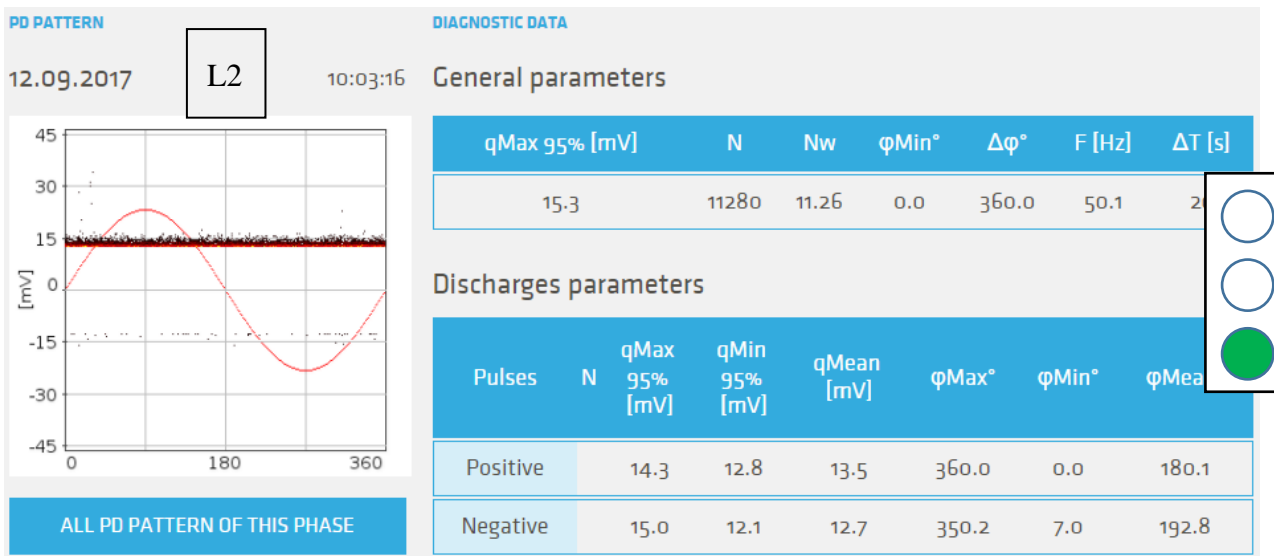 PD PATTERN
12.09.2017 L2 10:03:16
45
30
15
0
-15
-30
-45
[mV]
0 180 360
ALL PD PATTERN OF THIS PHASE
DIAGNOSTIC DATA
General parameters
qMax 95% [mV] N Nw φMin° Δφ° F [Hz] ΔT [s]
15.3 11280 11.26 0.0 360.0 50.1
Discharges parameters
Pulses N qMax 95% [mV] qMin 95% [mV] qMean [mV] φMax° φMin°
Positive 14.3 12.8 13.5 360.0 0.0 180.1
Negative 15.0 12.1 12.7 350.2 7.0 192.8